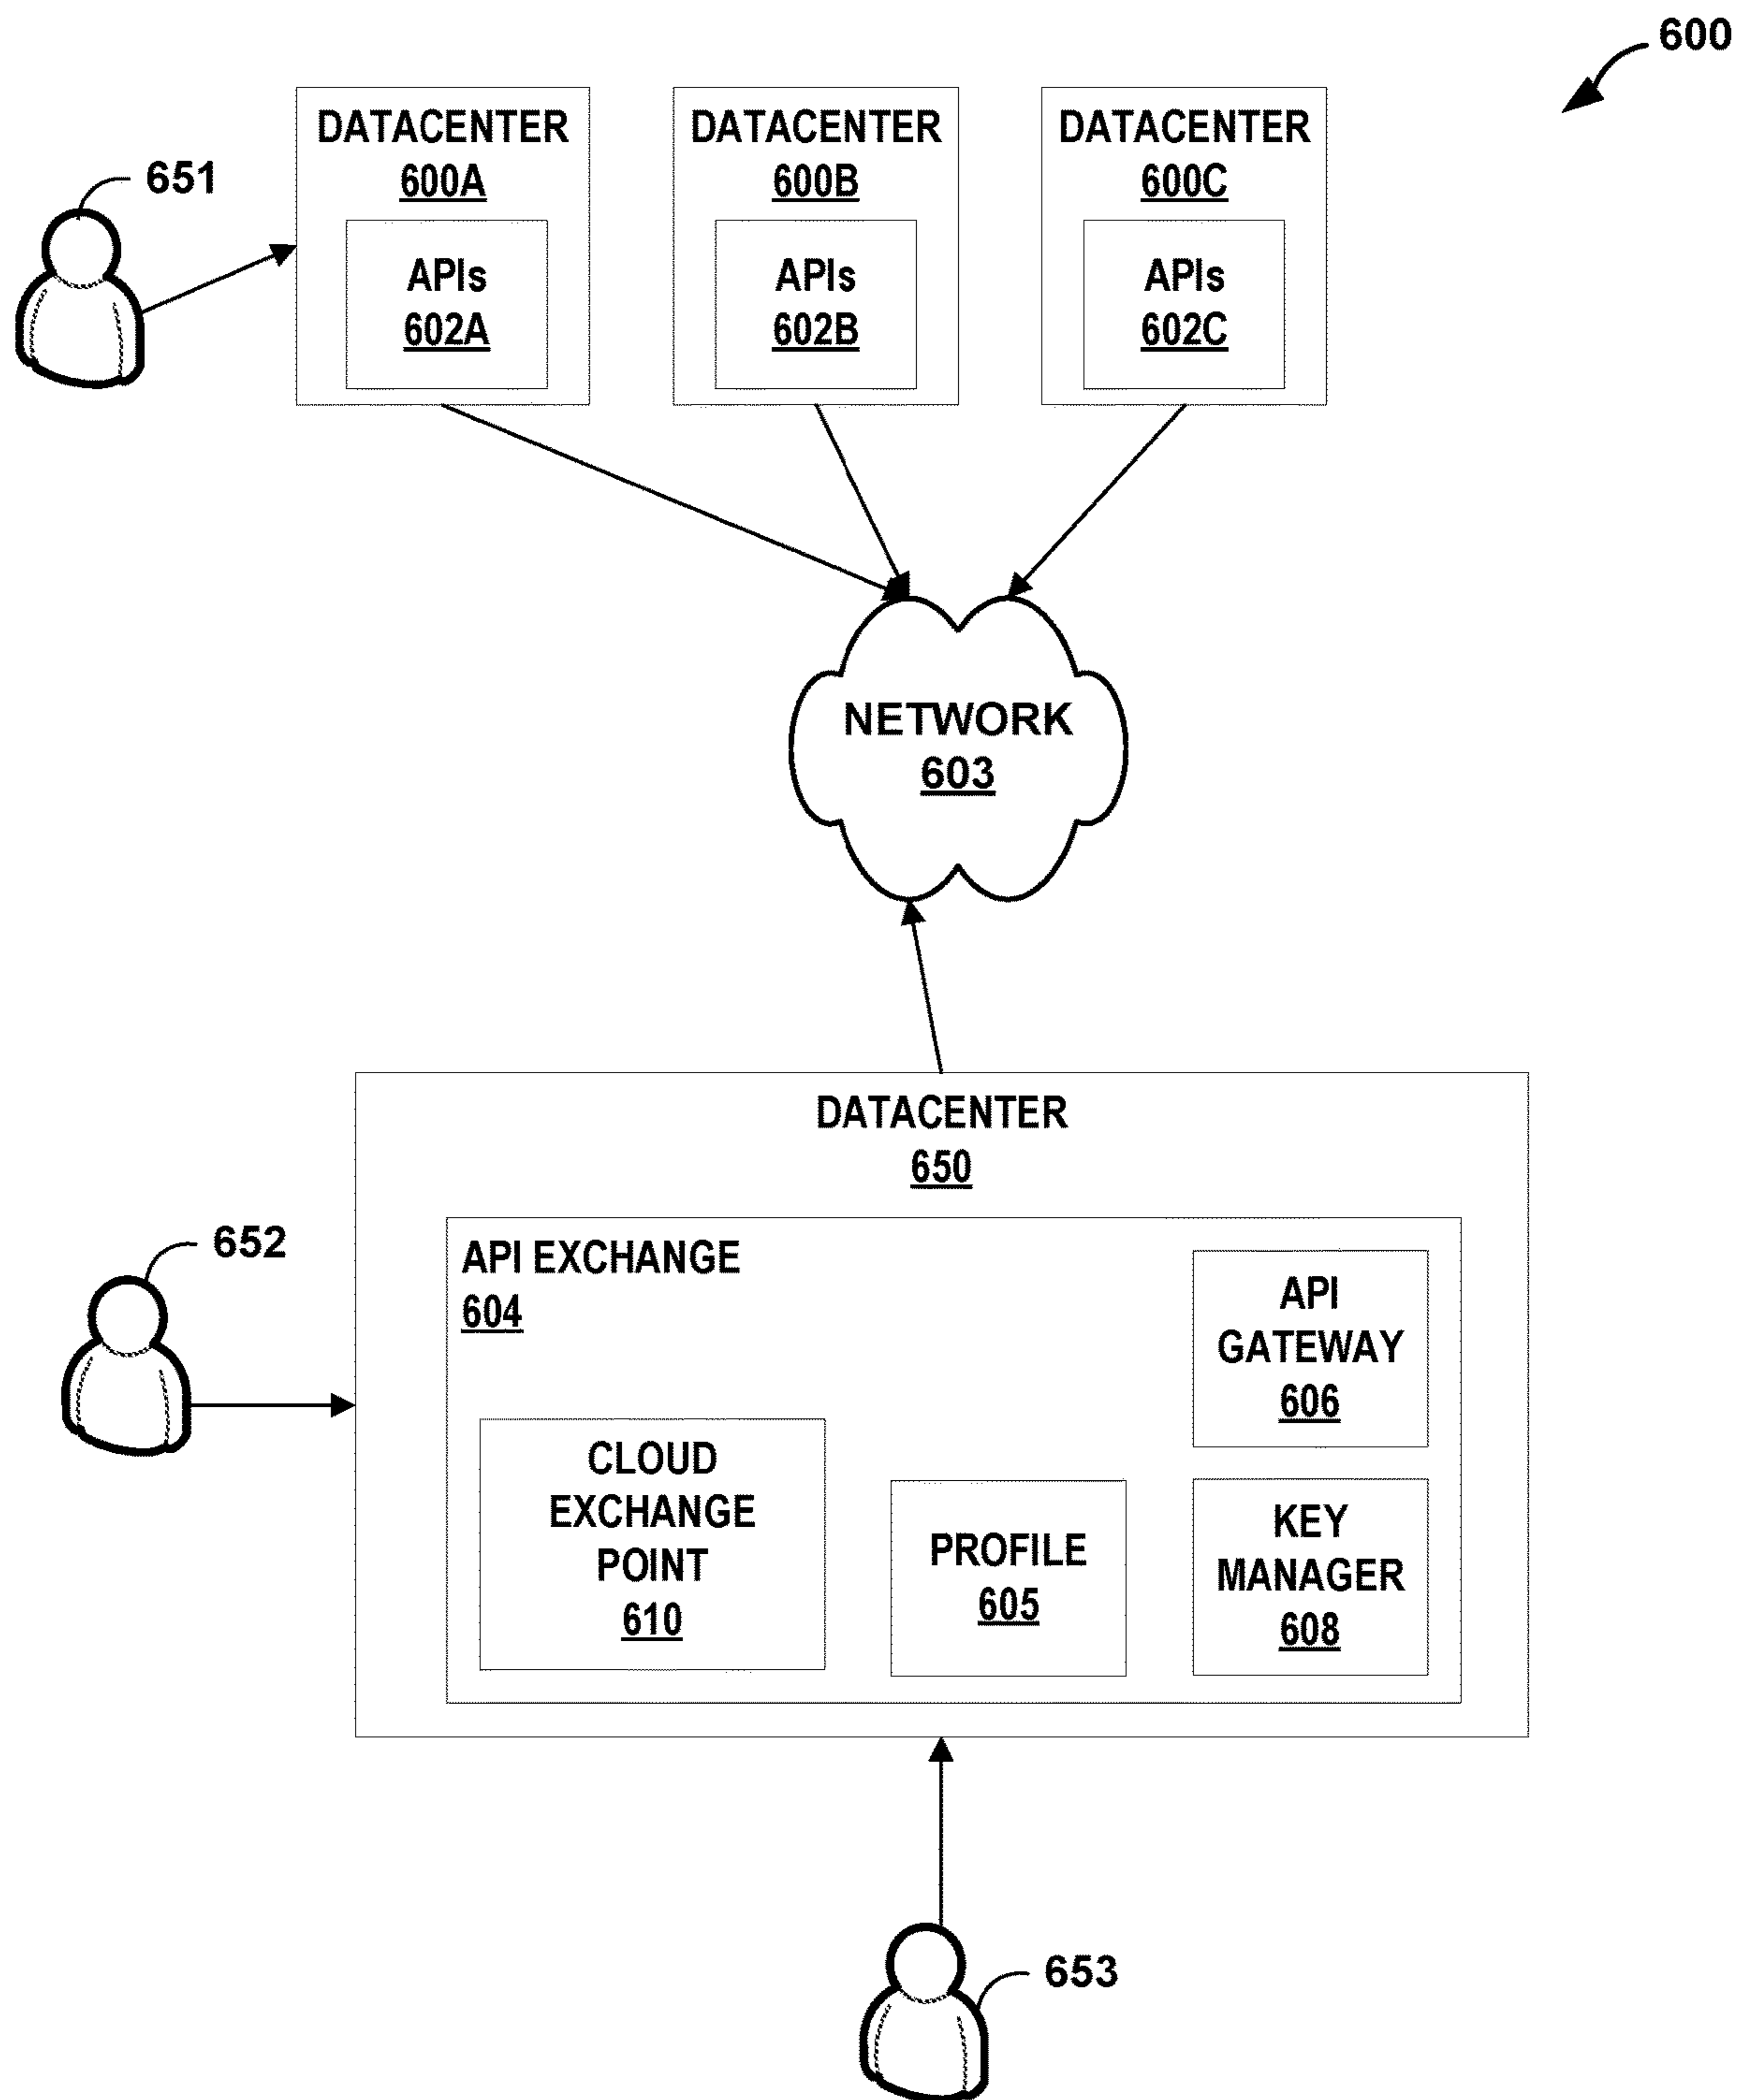 600
651
DATACENTER
600A
APIs
602A
DATACENTER
600B
APIs
602B
DATACENTER
600C
APIs
602C
NETWORK
603
DATACENTER
650
652
API EXCHANGE
604
API
GATEWAY
606
CLOUD
EXCHANGE
POINT
610
PROFILE
605
KEY
MANAGER
608
653